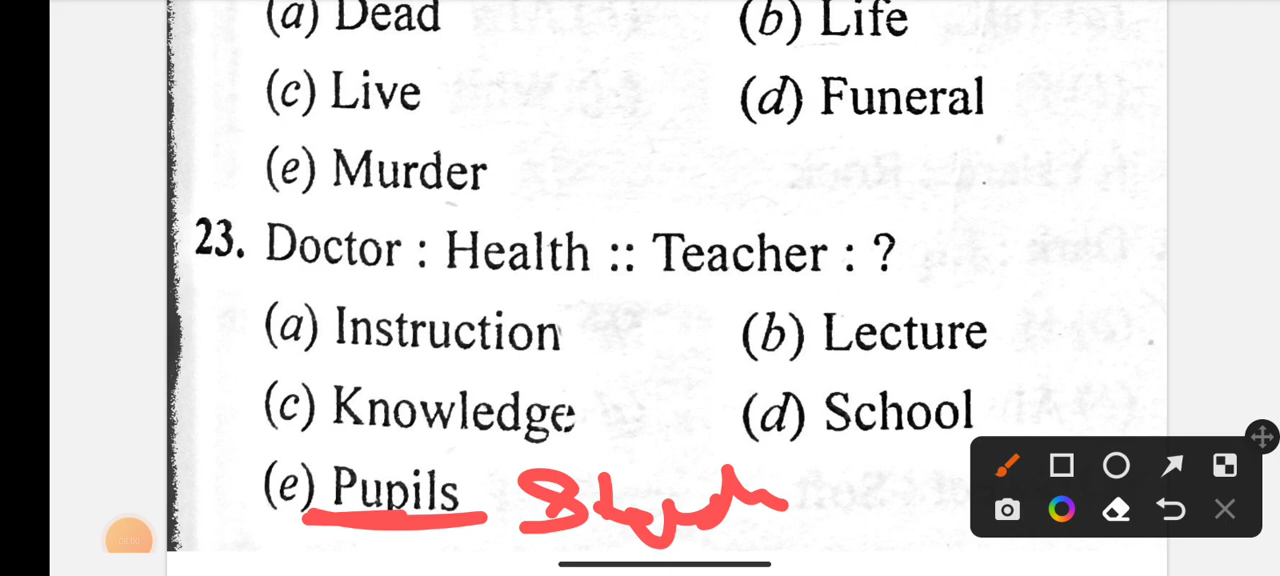 (a) Dead (b) Life
(c) Live (d) Funeral
(e) Murder
23. Doctor : Health :: Teacher : ?
(a) Instruction (b) Lecture
(c) Knowledge (d) School
(e) Pupils